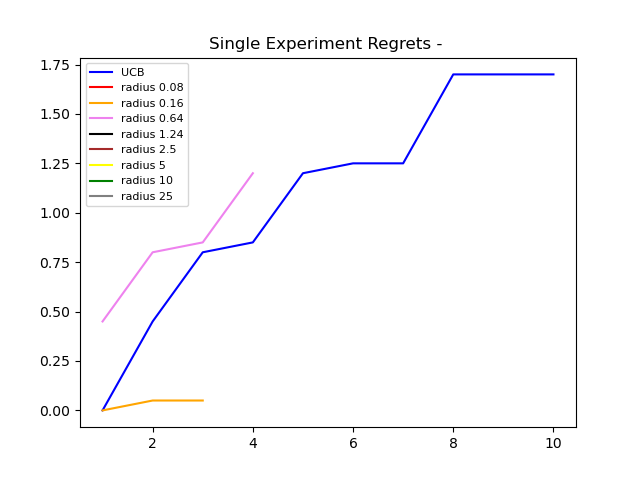 Single Experiment Regrets -
1.75
1.50
1.25
1.00
0.75
0.50
0.25
0.00
UCB
radius 0.08
radius 0.16
radius 0.64
radius 1.24
radius 2.5
radius 5
radius 10
radius 25
2 4 6 8 10